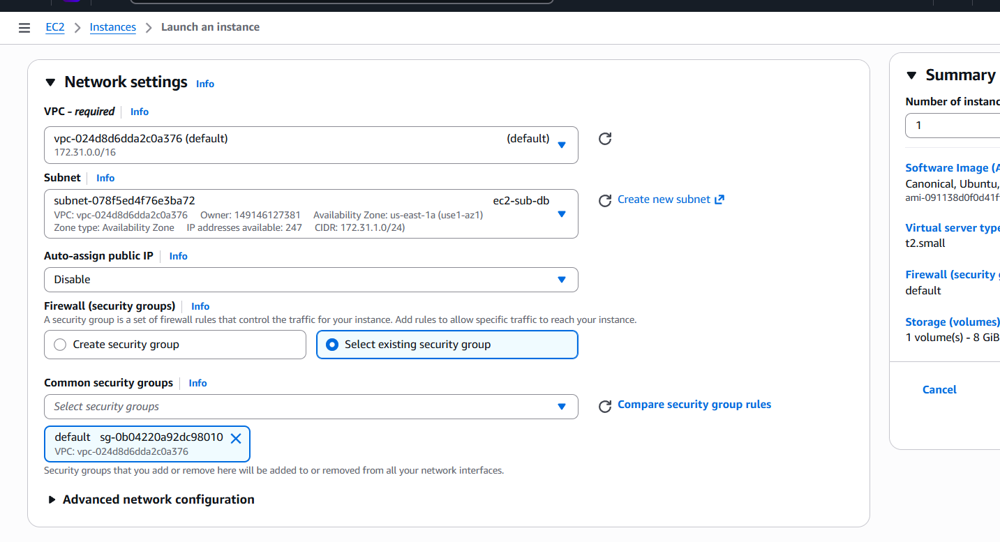 EC2 > Instances > Launch an instance
Network settings Info
VPC - required Info
vpc-024d8d6dda2c0a376 (default) (default)
172.31.0.0/16
Subnet Info
subnet-078f5ed4f76e3ba72 ec2-sub-db
VPC: vpc-024d8d6dda2c0a376 Owner: 149146127381 Availability Zone: us-east-1a (use1-az1)
Zone type: Availability Zone IP addresses available: 247 CIDR: 172.31.1.0/24)
Create new subnet
Auto-assign public IP Info
Disable
Firewall (security groups) Info
A security group is a set of firewall rules that control the traffic for your instance. Add rules to allow specific traffic to reach your instance.
Create security group Select existing security group
Common security groups Info
Select security groups
Compare security group rules
default sg-0b04220a92dc98010
VPC: vpc-024d8d6dda2c0a376
Security groups that you add or remove here will be added to or removed from all your network interfaces.
Advanced network configuration
Summary
Number of instanc
1
Software Image (A
Canonical, Ubuntu,
ami-091138d0f0d41f
Virtual server type
t2.small
Firewall (security
default
Storage (volumes)
1 volume(s) - 8 GiB
Cancel